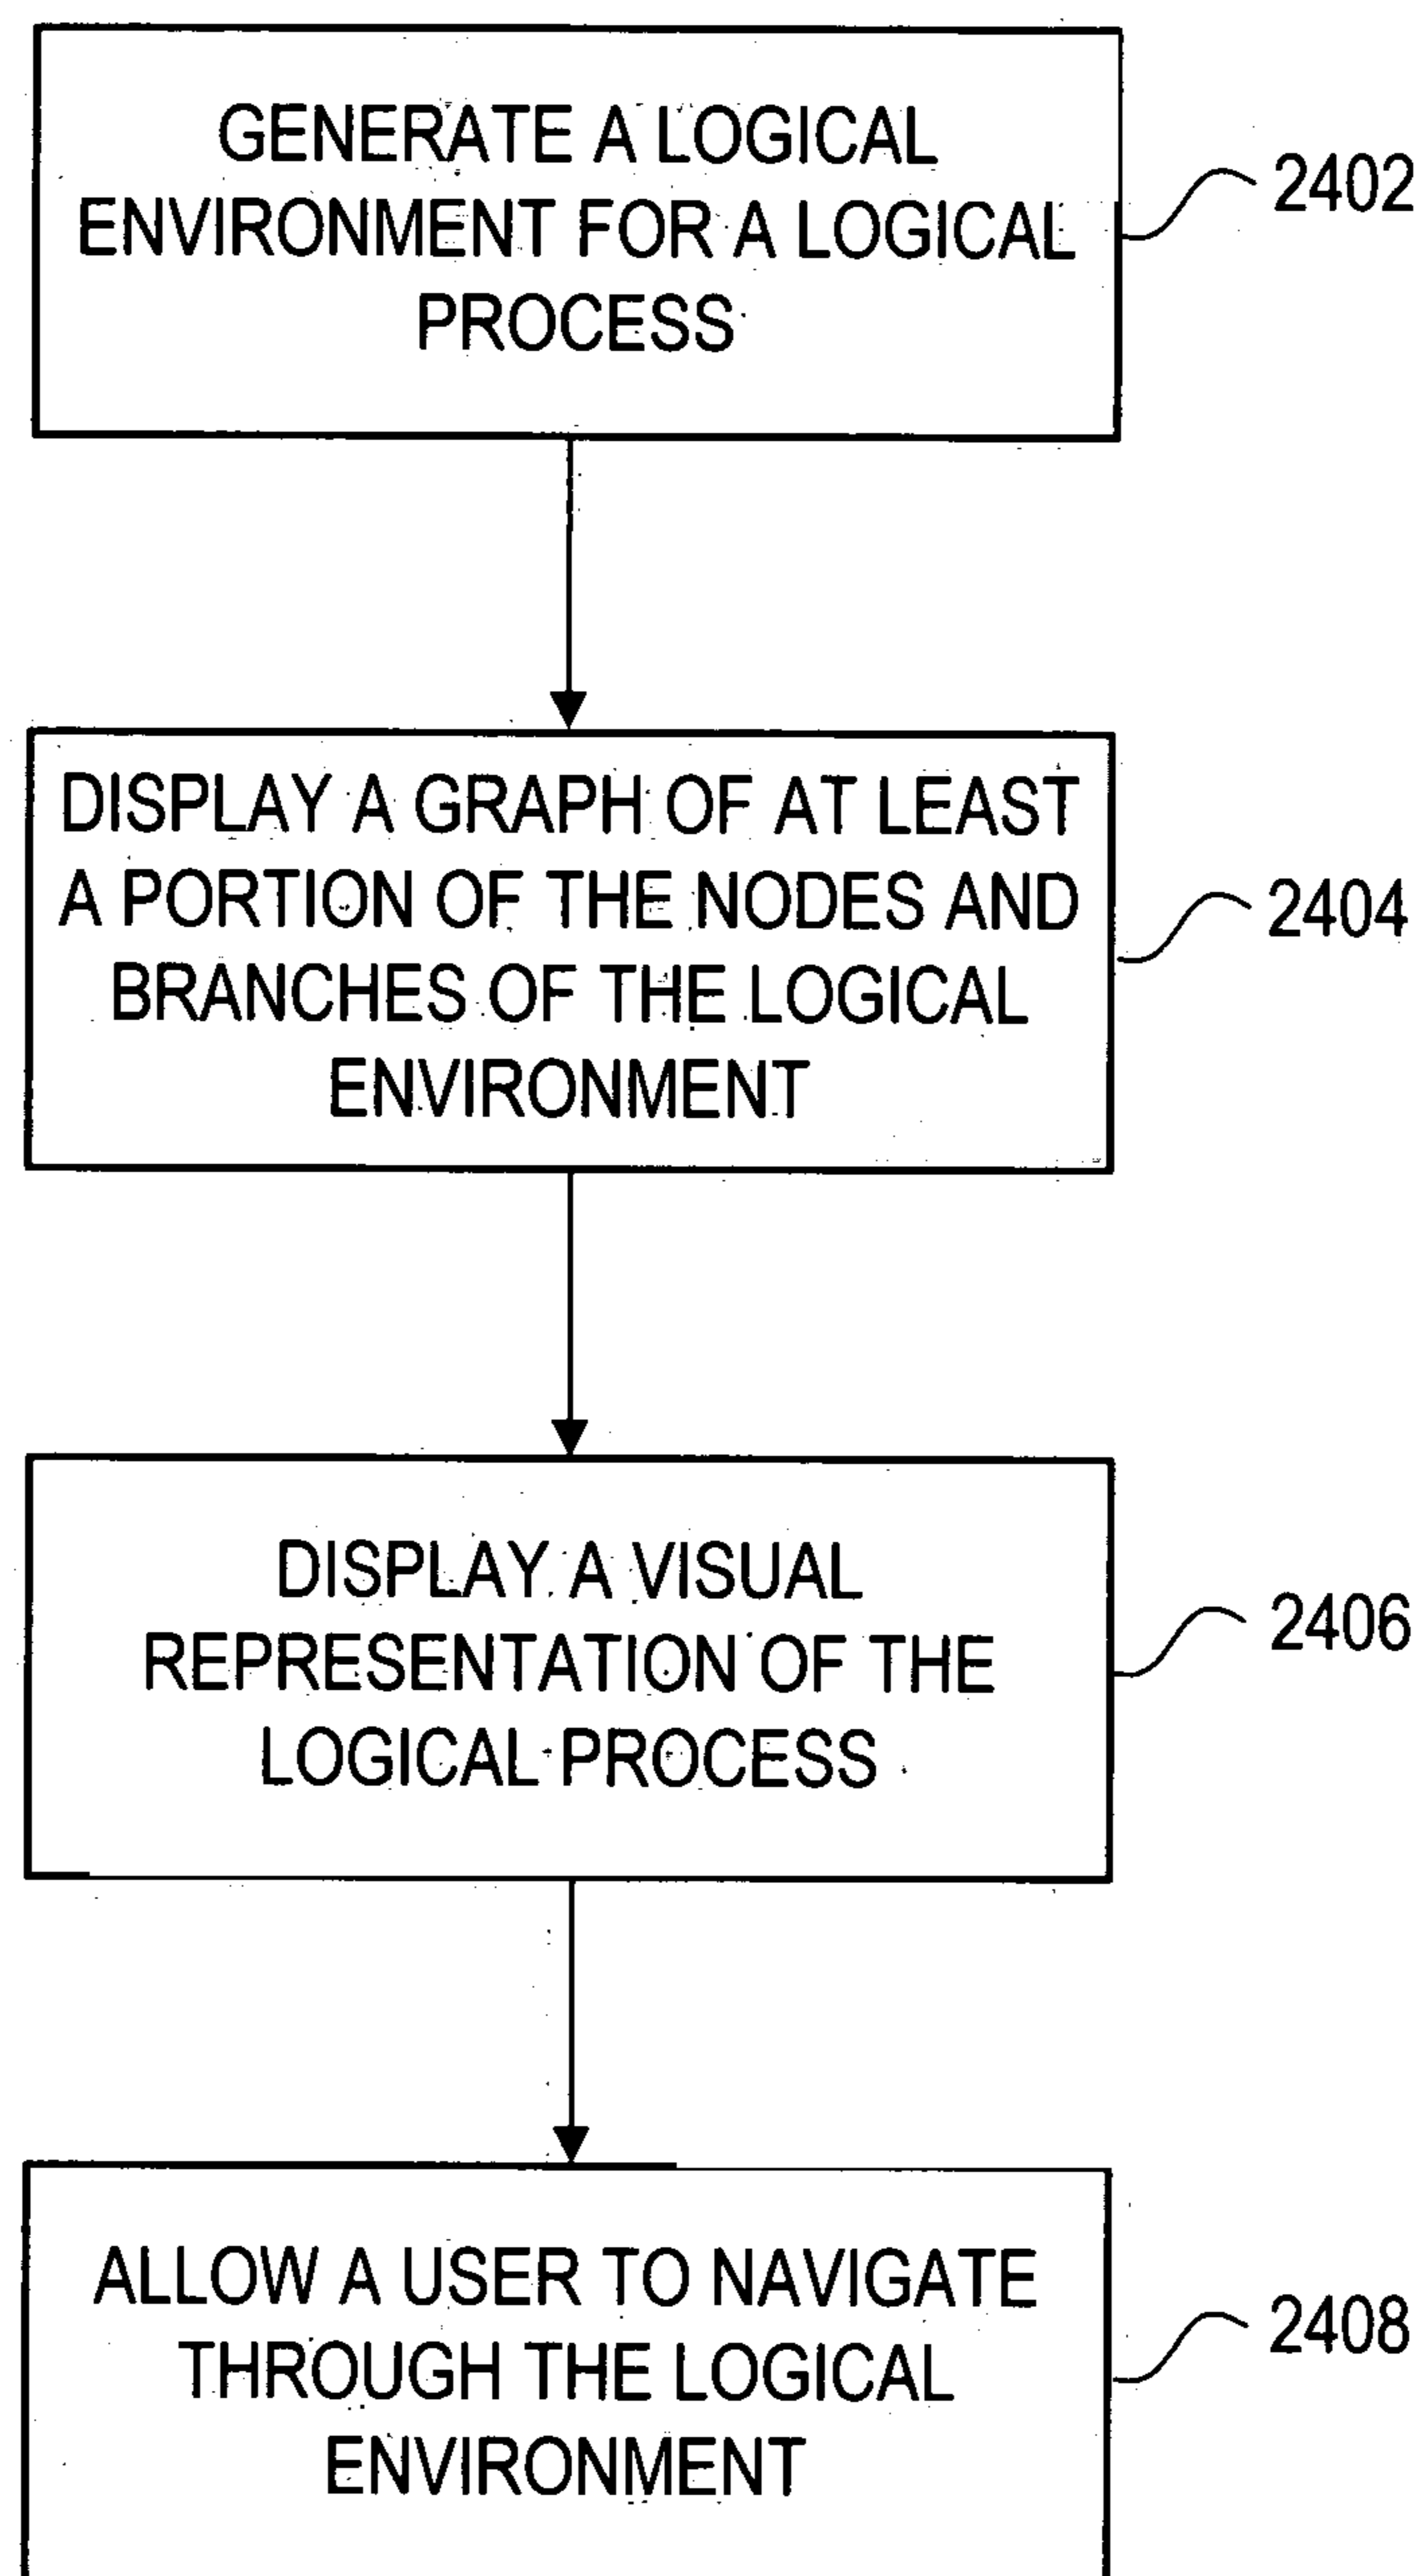 GENERATE A LOGICAL
ENVIRONMENT FOR A LOGICAL
PROCESS
2402
DISPLAY A GRAPH OF AT LEAST
A PORTION OF THE NODES AND
BRANCHES OF THE LOGICAL
ENVIRONMENT
2404
DISPLAY A VISUAL
REPRESENTATION OF THE
LOGICAL PROCESS
2406
ALLOW A USER TO NAVIGATE
THROUGH THE LOGICAL
ENVIRONMENT
2408